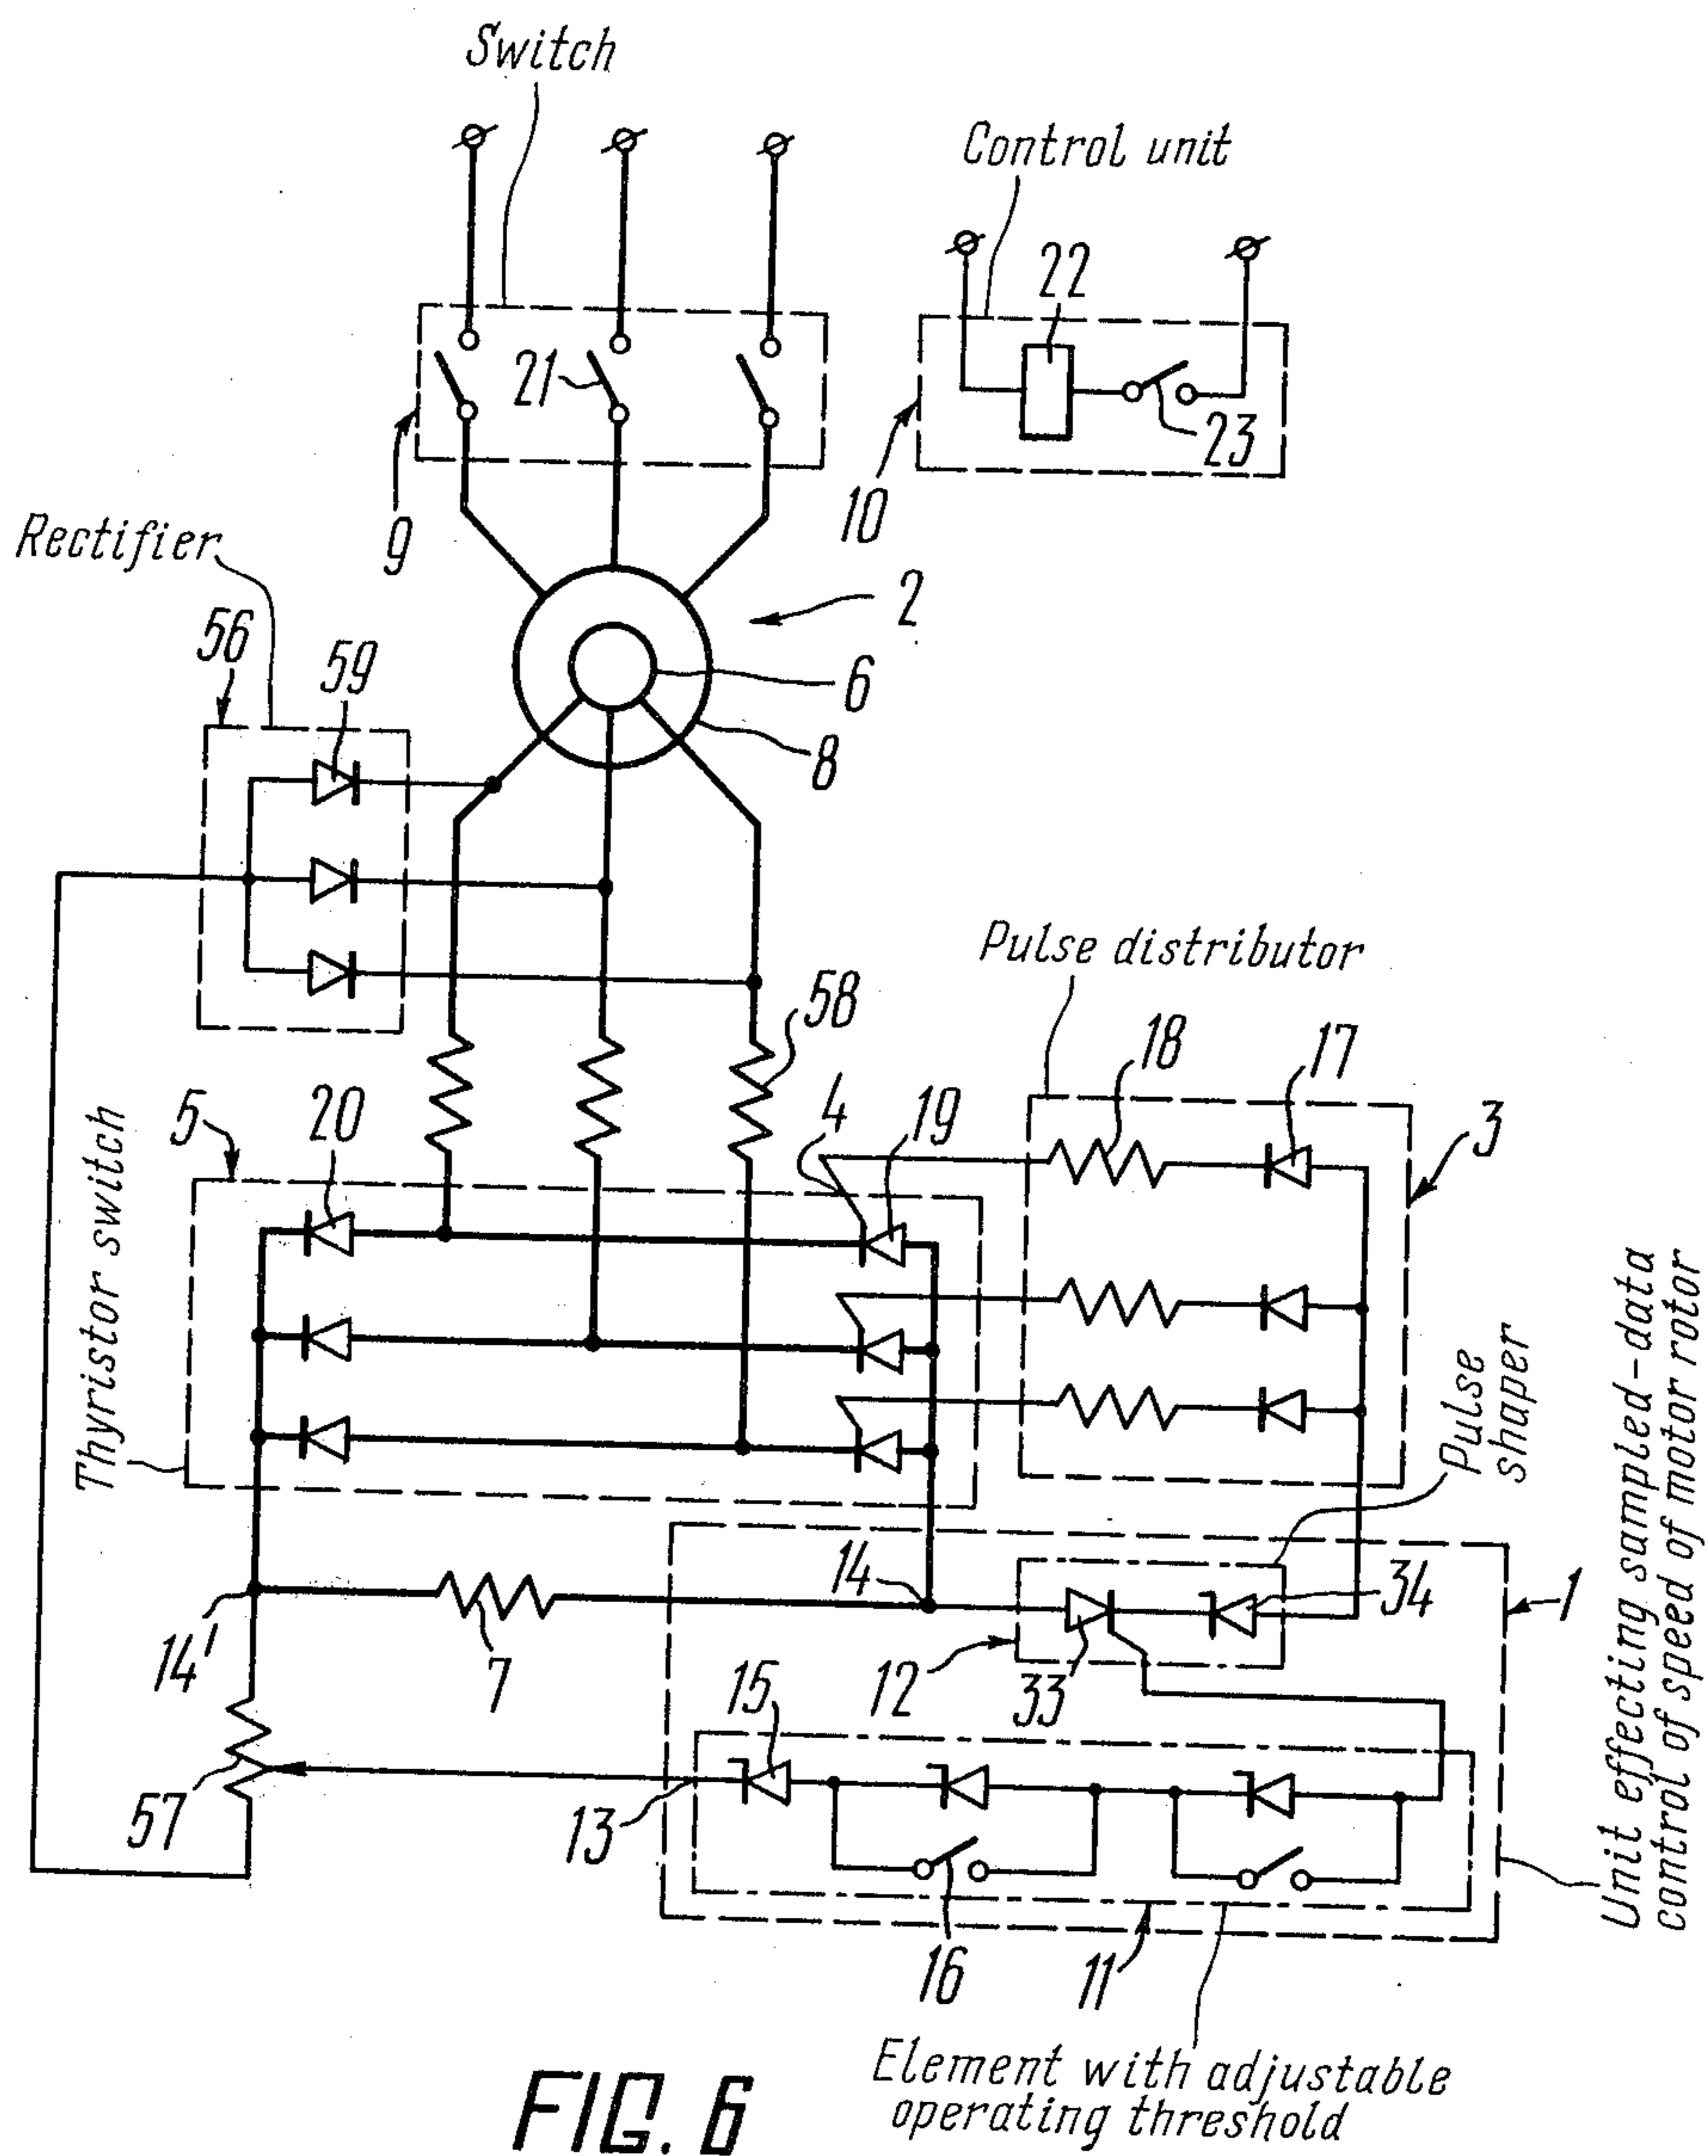 Switch
Control unit
22
21
23
9
10
Rectifier
2
56
59
6
8
Pulse distributor
58
18
17
5
20
4
19
3
Thyristor switch
Pulse
shaper
Unit effecting sampled-data
control of speed of motor rotor
14
34
1
14'
7
12
33
15
57
13
16
11
Element with adjustable
operating threshold
FIG. 6